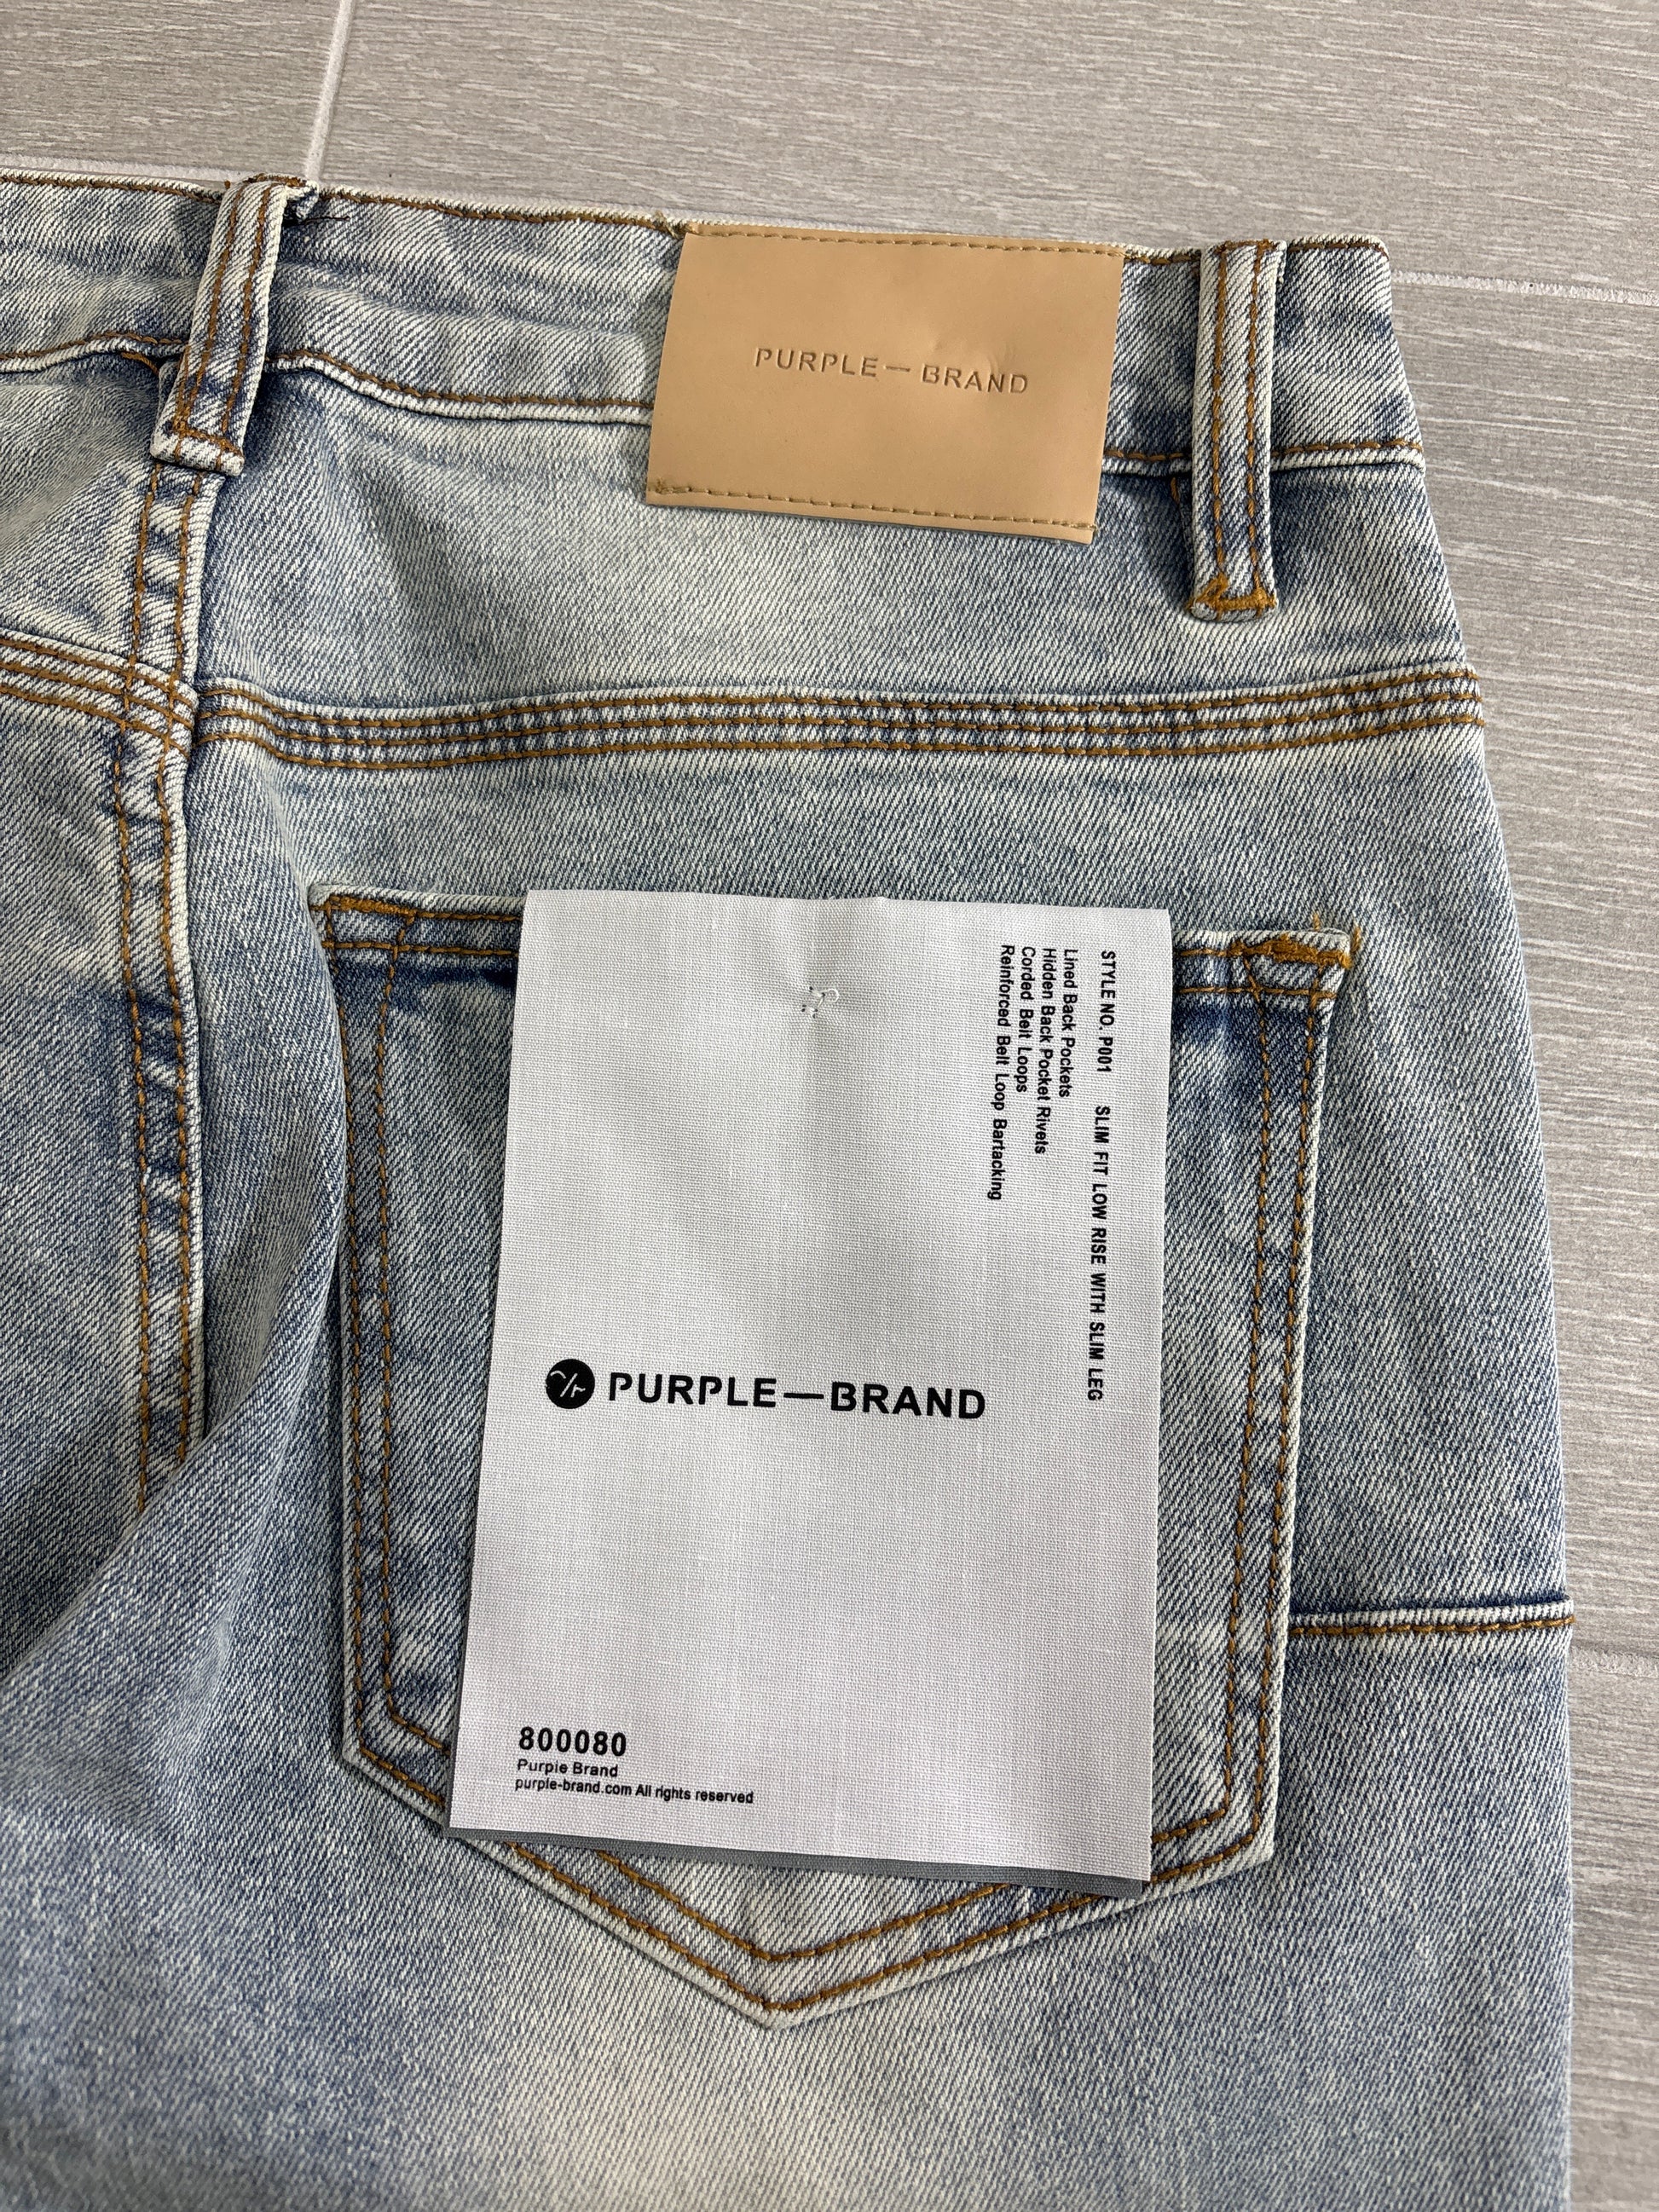 PURPLE—BRAND
STYLE NO. P001 SLIM FIT LOW RISE WITH SLIM LEG
Lined Back Pockets
Hidden Back Pocket Rivets
Corded Belt Loops
Reinforced Belt Loop Bartacking
PURPLE—BRAND
800080
Purple Brand
purple-brand.com All rights reserved